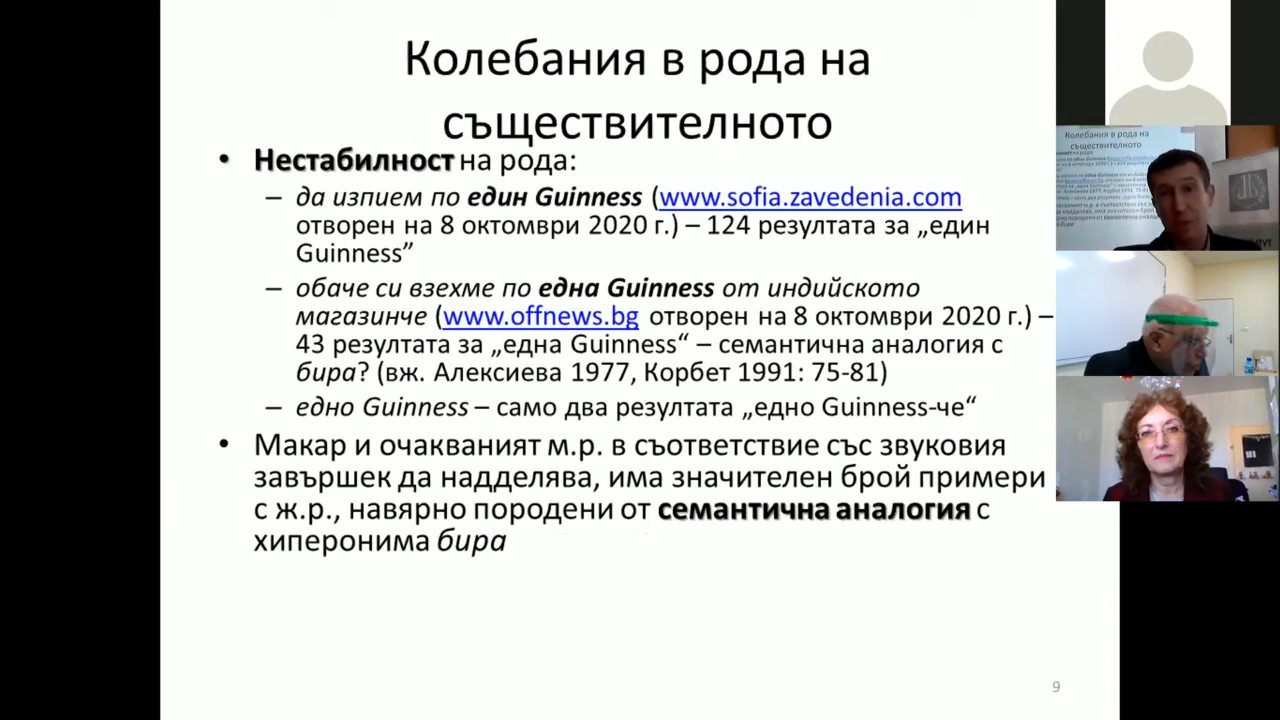 Колебания в рода на
съществителното
• Нестабилност на рода:
– да изпием по един Guinness (www.sofia.zavedenia.com
отворен на 8 октомври 2020 г.) – 124 резултата за „един
Guinness”
– обаче си взехме по една Guinness от индийското
магазинче (www.offnews.bg отворен на 8 октомври 2020 г.) –
43 резултата за „една Guinness“ – семантична аналогия с
бира? (вж. Алексиева 1977, Корбет 1991: 75-81)
– едно Guinness – само два резултата „едно Guinness-че“
• Макар и очакваният м.р. в съответствие със звуковия
завършек да надделява, има значителен брой примери
с ж.р., навярно породени от семантична аналогия с
хиперонима бира
9
Колебания в рода на
съществителното